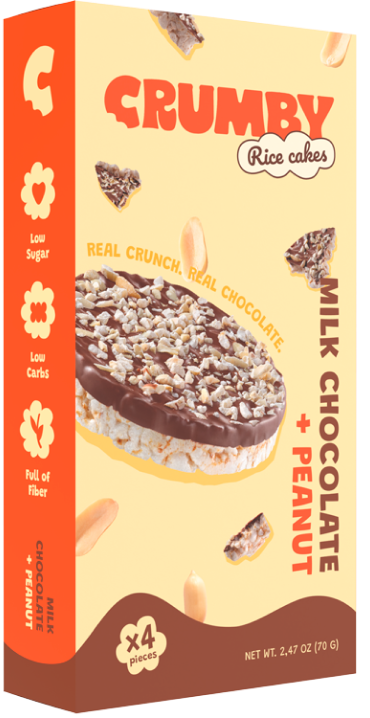 CRUMBY
Rice cakes
REAL CRUNCH. REAL CHOCOLATE.
MILK CHOCOLATE
+ PEANUT
x4
pieces
NET WT. 2,47 OZ (70 G)
C
Low
Sugar
Low
Carbs
Full of
Fiber
MILK
CHOCOLATE
+ PEANUT